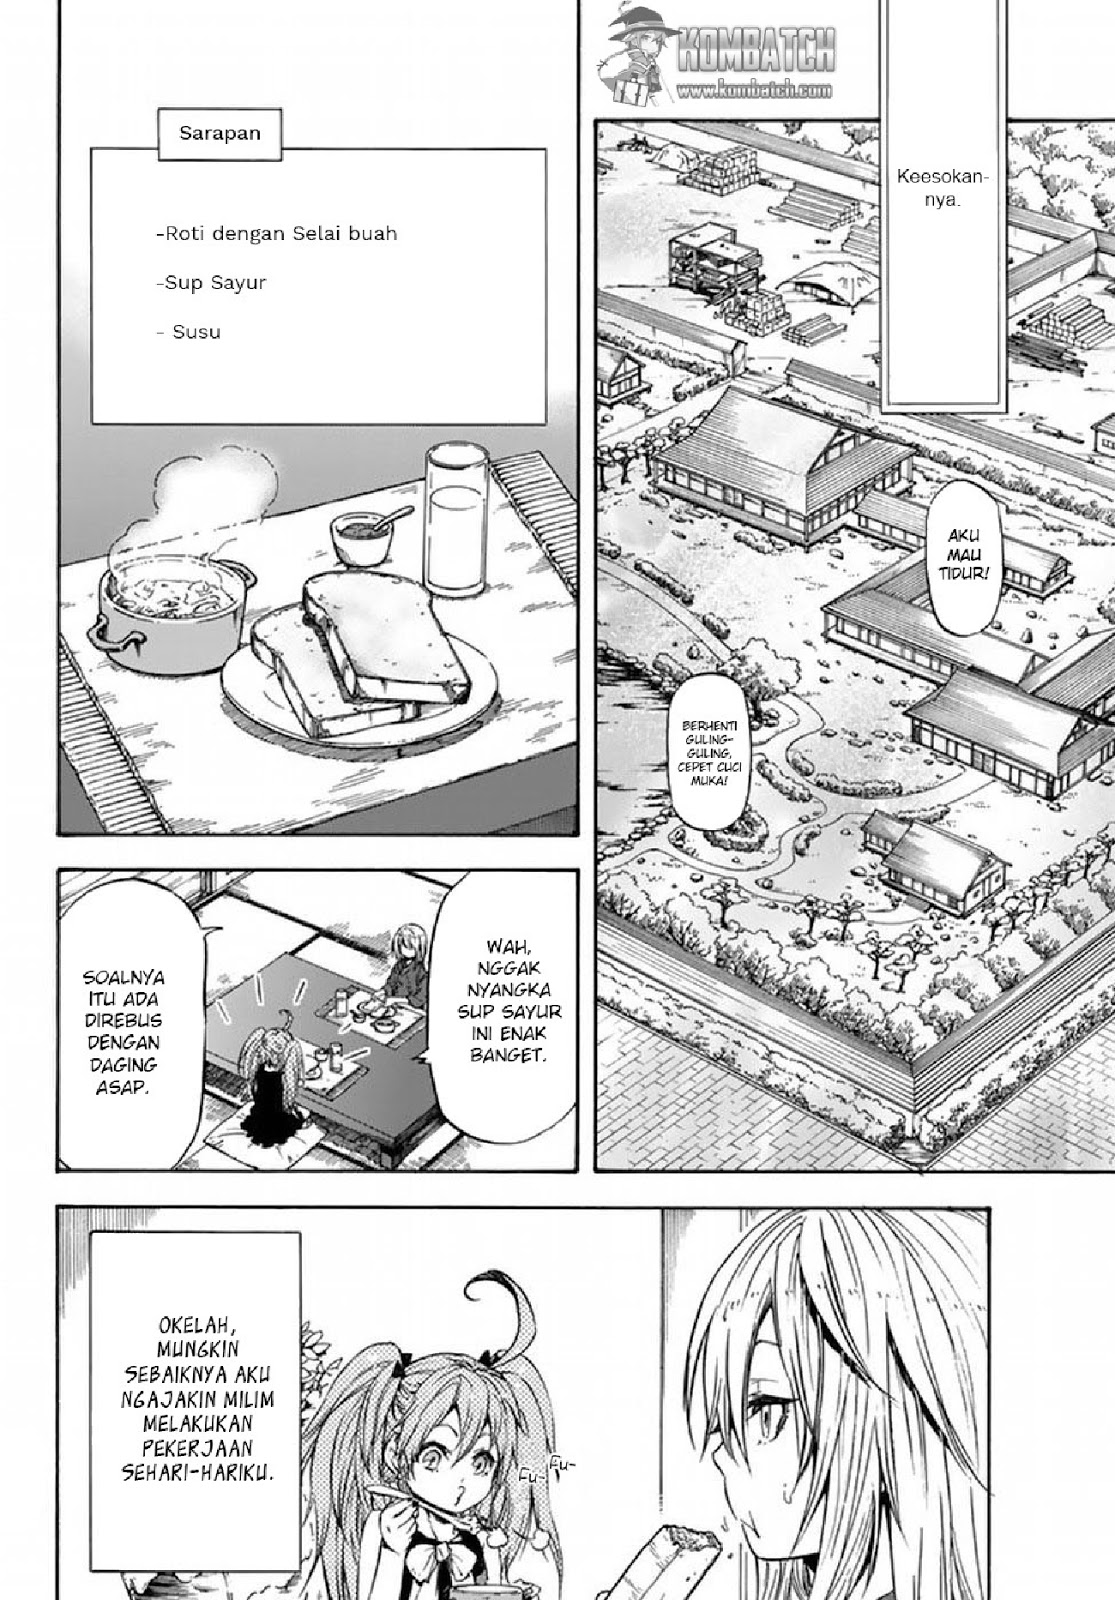 KOMBATCH
www.kombatch.com
Keesokan-
nya.
AKU
MAU
TIDUR!
BERHENTI
GULING-
GULING,
CEPET CUCI
MUKA!
Sarapan
-Roti dengan Selai buah
-Sup Sayur
- Susu
WAH,
NGGAK
NYANGKA
SUP SAYUR
INI ENAK
BANGET.
SOALNYA
ITU ADA
DIREBUS
DENGAN
DAGING
ASAP.
Fu-
Fu-
OKELAH,
MUNGKIN
SEBAIKNYA AKU
NGAJAKIN MILIM
MELAKUKAN
PEKERJAAN
SEHARI-HARIKU.